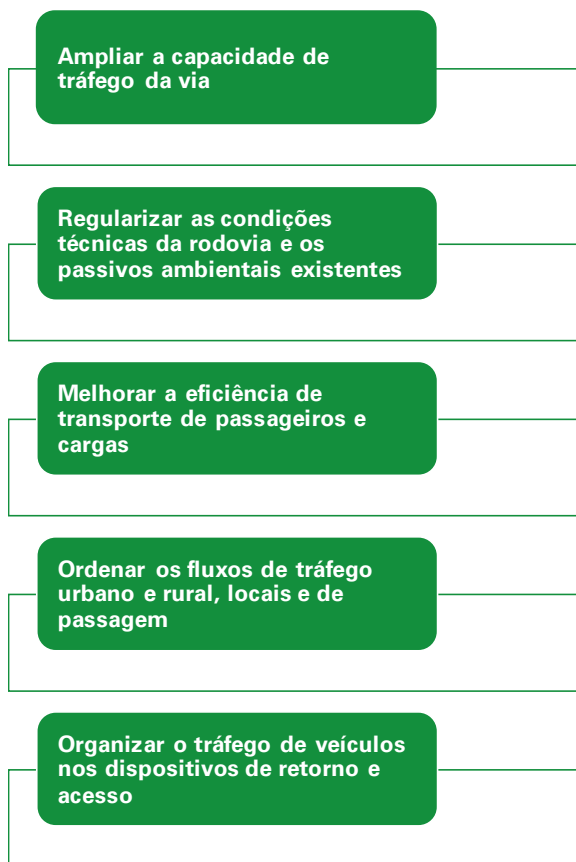 Ampliar a capacidade de
tráfego da via
Regularizar as condições
técnicas da rodovia e os
passivos ambientais existentes
Melhorar a eficiência de
transporte de passageiros e
cargas
Ordenar os fluxos de tráfego
urbano e rural, locais e de
passagem
Organizar o tráfego de veículos
nos dispositivos de retorno e
acesso